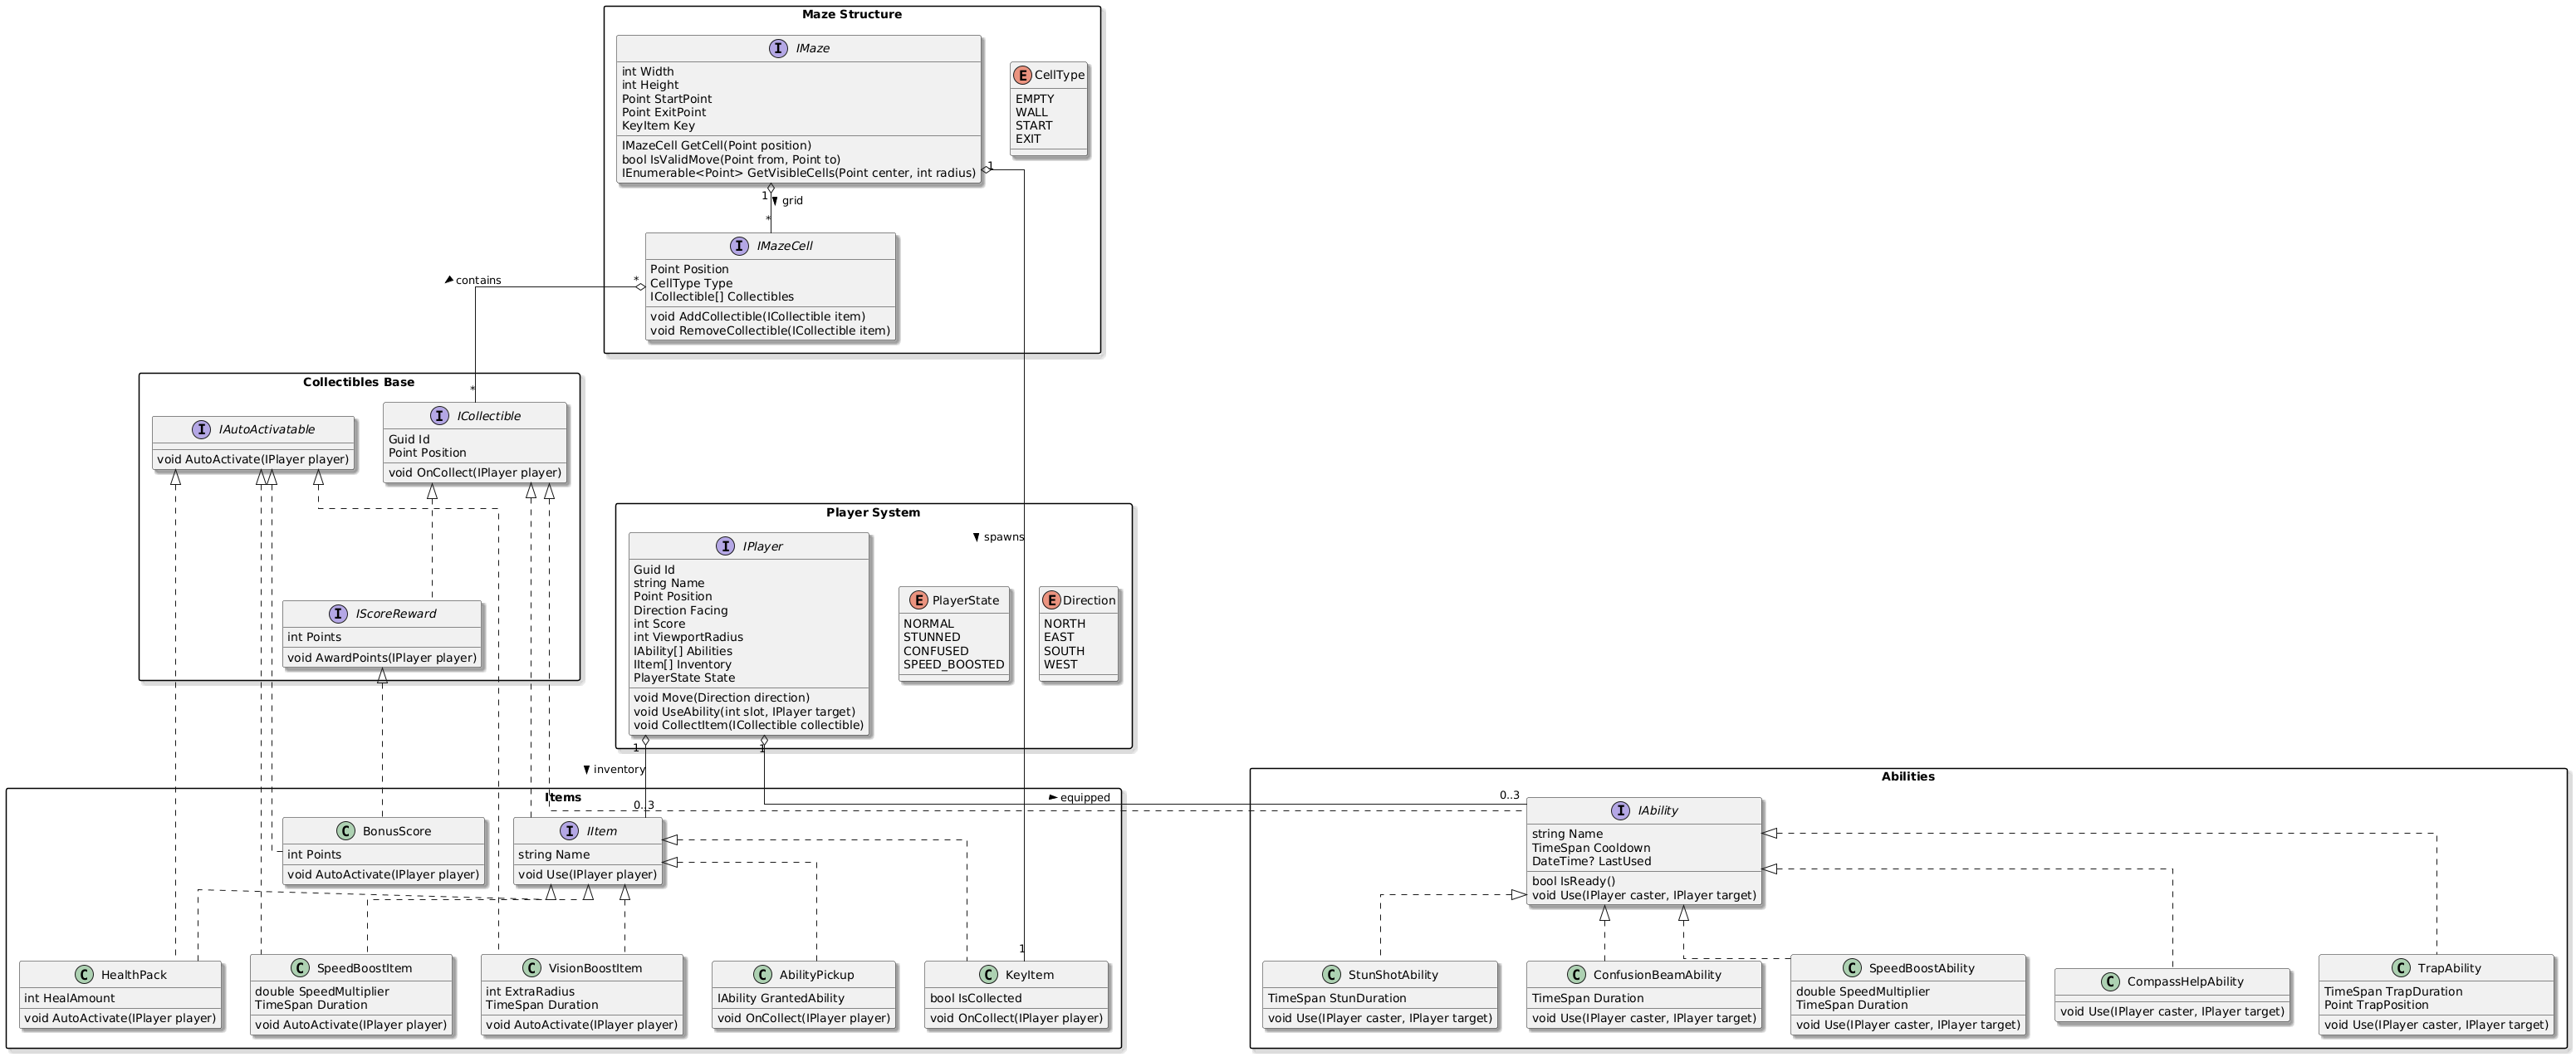 Maze Structure
I IMaze
int Width
int Height
Point StartPoint
Point ExitPoint
KeyItem Key
IMazeCell GetCell(Point position)
bool IsValidMove(Point from, Point to)
IEnumerable<Point> GetVisibleCells(Point center, int radius)
E CellType
EMPTY
WALL
START
EXIT
1
1
grid
*
I IMazeCell
Point Position
CellType Type
ICollectible[] Collectibles
void AddCollectible(ICollectible item)
void RemoveCollectible(ICollectible item)
*
contains
*
Collectibles Base
I IAutoActivatable
void AutoActivate(IPlayer player)
I ICollectible
Guid Id
Point Position
void OnCollect(IPlayer player)
I IScoreReward
int Points
void AwardPoints(IPlayer player)
Player System
I IPlayer
Guid Id
string Name
Point Position
Direction Facing
int Score
int ViewportRadius
IAbility[] Abilities
IItem[] Inventory
PlayerState State
void Move(Direction direction)
void UseAbility(int slot, IPlayer target)
void CollectItem(ICollectible collectible)
E PlayerState
NORMAL
STUNNED
CONFUSED
SPEED_BOOSTED
spawns
E Direction
NORTH
EAST
SOUTH
WEST
1
1
inventory
0..3
equipped
0..3
Items
C BonusScore
int Points
void AutoActivate(IPlayer player)
I IItem
string Name
void Use(IPlayer player)
C HealthPack
int HealAmount
void AutoActivate(IPlayer player)
C SpeedBoostItem
double SpeedMultiplier
TimeSpan Duration
void AutoActivate(IPlayer player)
C VisionBoostItem
int ExtraRadius
TimeSpan Duration
void AutoActivate(IPlayer player)
C AbilityPickup
IAbility GrantedAbility
void OnCollect(IPlayer player)
1
C KeyItem
bool IsCollected
void OnCollect(IPlayer player)
Abilities
I IAbility
string Name
TimeSpan Cooldown
DateTime? LastUsed
bool IsReady()
void Use(IPlayer caster, IPlayer target)
C StunShotAbility
TimeSpan StunDuration
void Use(IPlayer caster, IPlayer target)
C ConfusionBeamAbility
TimeSpan Duration
void Use(IPlayer caster, IPlayer target)
C SpeedBoostAbility
double SpeedMultiplier
TimeSpan Duration
void Use(IPlayer caster, IPlayer target)
C CompassHelpAbility
void Use(IPlayer caster, IPlayer target)
C TrapAbility
TimeSpan TrapDuration
Point TrapPosition
void Use(IPlayer caster, IPlayer target)